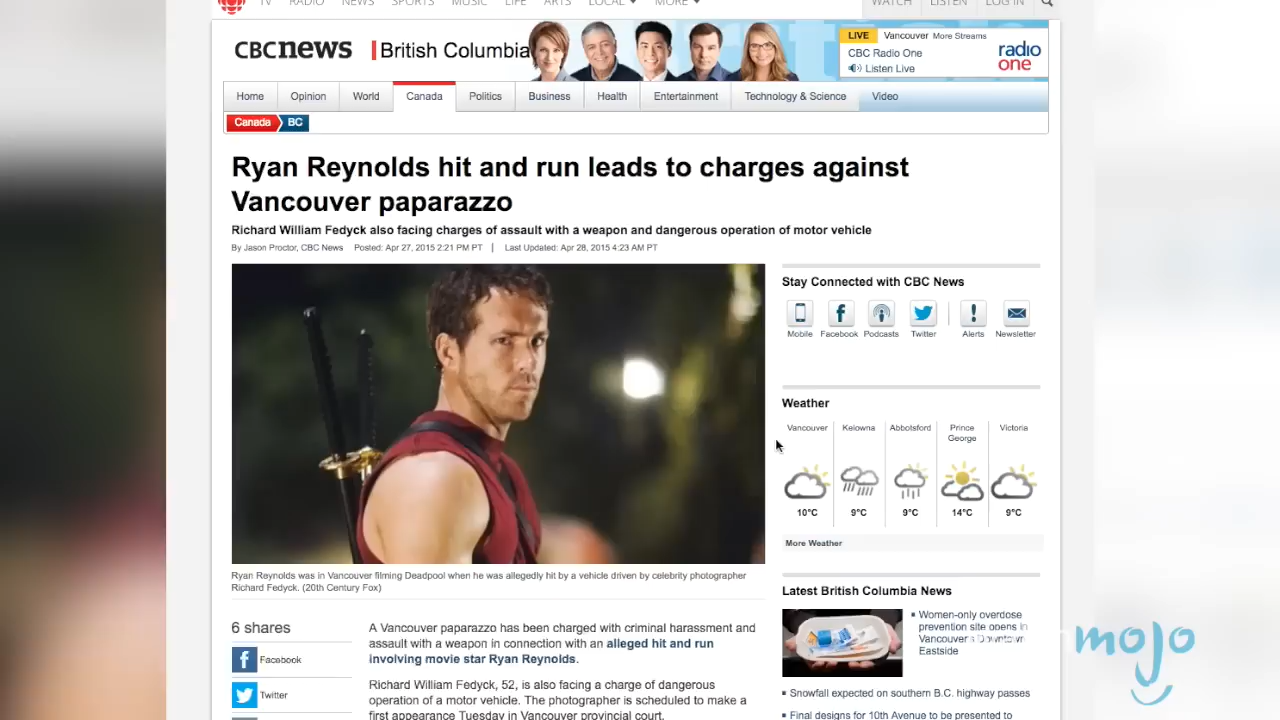 TV RADIO NEWS SPORTS MUSIC LIFE ARTS LOCAL MORE WATCH LISTEN LOG IN
CBCnews British Columbia
LIVE Vancouver More Streams
CBC Radio One
Listen Live
radio
one
Home Opinion World Canada Politics Business Health Entertainment Technology & Science Video
Canada BC
Ryan Reynolds hit and run leads to charges against
Vancouver paparazzo
Richard William Fedyck also facing charges of assault with a weapon and dangerous operation of motor vehicle
By Jason Proctor, CBC News Posted: Apr 27, 2015 2:21 PM PT | Last Updated: Apr 28, 2015 4:23 AM PT
Ryan Reynolds was in Vancouver filming Deadpool when he was allegedly hit by a vehicle driven by celebrity photographer
Richard Fedyck. (20th Century Fox)
6 shares
Facebook
Twitter
A Vancouver paparazzo has been charged with criminal harassment and
assault with a weapon in connection with an alleged hit and run
involving movie star Ryan Reynolds.
Richard William Fedyck, 52, is also facing a charge of dangerous
operation of a motor vehicle. The photographer is scheduled to make a
first appearance Tuesday in Vancouver provincial court.
Stay Connected with CBC News
Mobile Facebook Podcasts Twitter Alerts Newsletter
Weather
Vancouver Kelowna Abbotsford Prince George Victoria
10°C 9°C 9°C 14°C 9°C
More Weather
Latest British Columbia News
Women-only overdose
prevention site opens in
Vancouver's Downtown
Eastside
Snowfall expected on southern B.C. highway passes
Final designs for 10th Avenue to be presented to
mojo